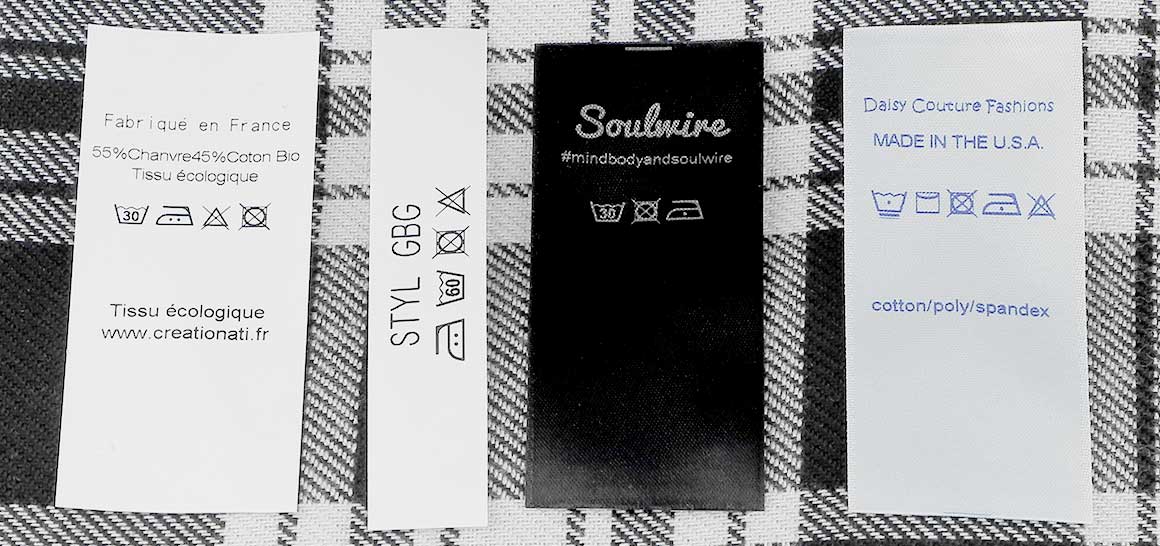 Fabriqué en France
55%Chanvre45%Coton Bio
Tissu écologique
30
Tissu écologique
www.creationati.fr
STYL GBG
60
Soulwire
#mindbodyandsoulwire
30
Daisy Couture Fashions
MADE IN THE U.S.A.
cotton/poly/spandex